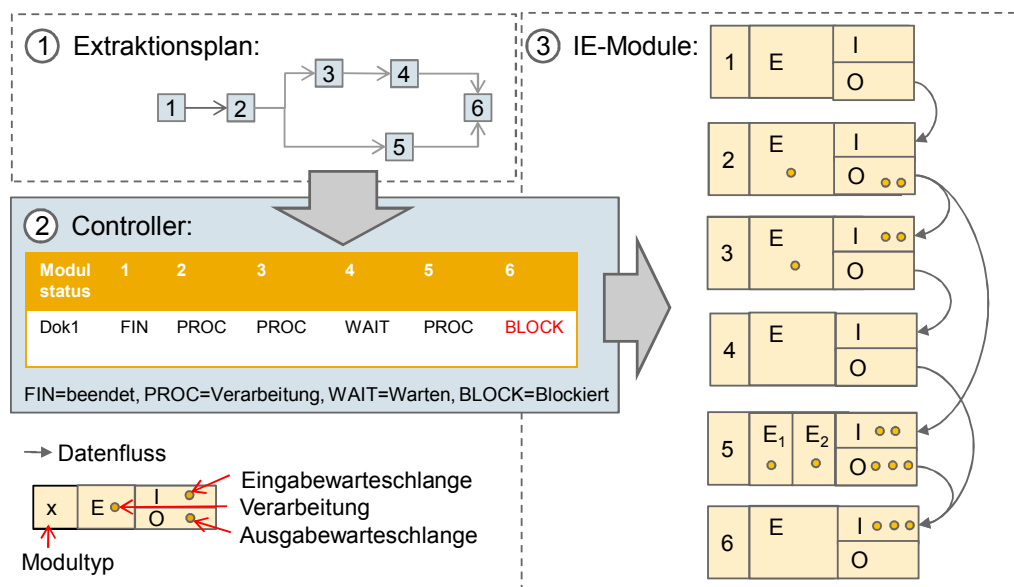 1 Extraktionsplan:
1 2 3 4 5 6
2 Controller:
Modul status 1 2 3 4 5 6
Dok1 FIN PROC PROC WAIT PROC BLOCK
FIN=beendet, PROC=Verarbeitung, WAIT=Warten, BLOCK=Blockiert
Datenfluss
x E I O
Eingabewarteschlange
Verarbeitung
Ausgabewarteschlange
Modultyp
3 IE-Module:
1 E I
O
2 E I
O
3 E I
O
4 E I
O
5 E1 E2 I
O
6 E I
O